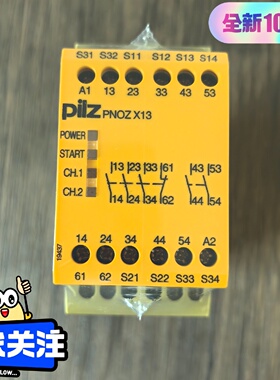 全新10
S31 S32 S11 S12 S13 S14
A1 13 23 33 43 53
pilz PNOZ X13
POWER
START
CH.1
CH.2
13 23 33 61 43 53
14 24 34 62 44 54
19437
14 24 34 44 54 A2
61 62 S21 S22 S33 S34
关注